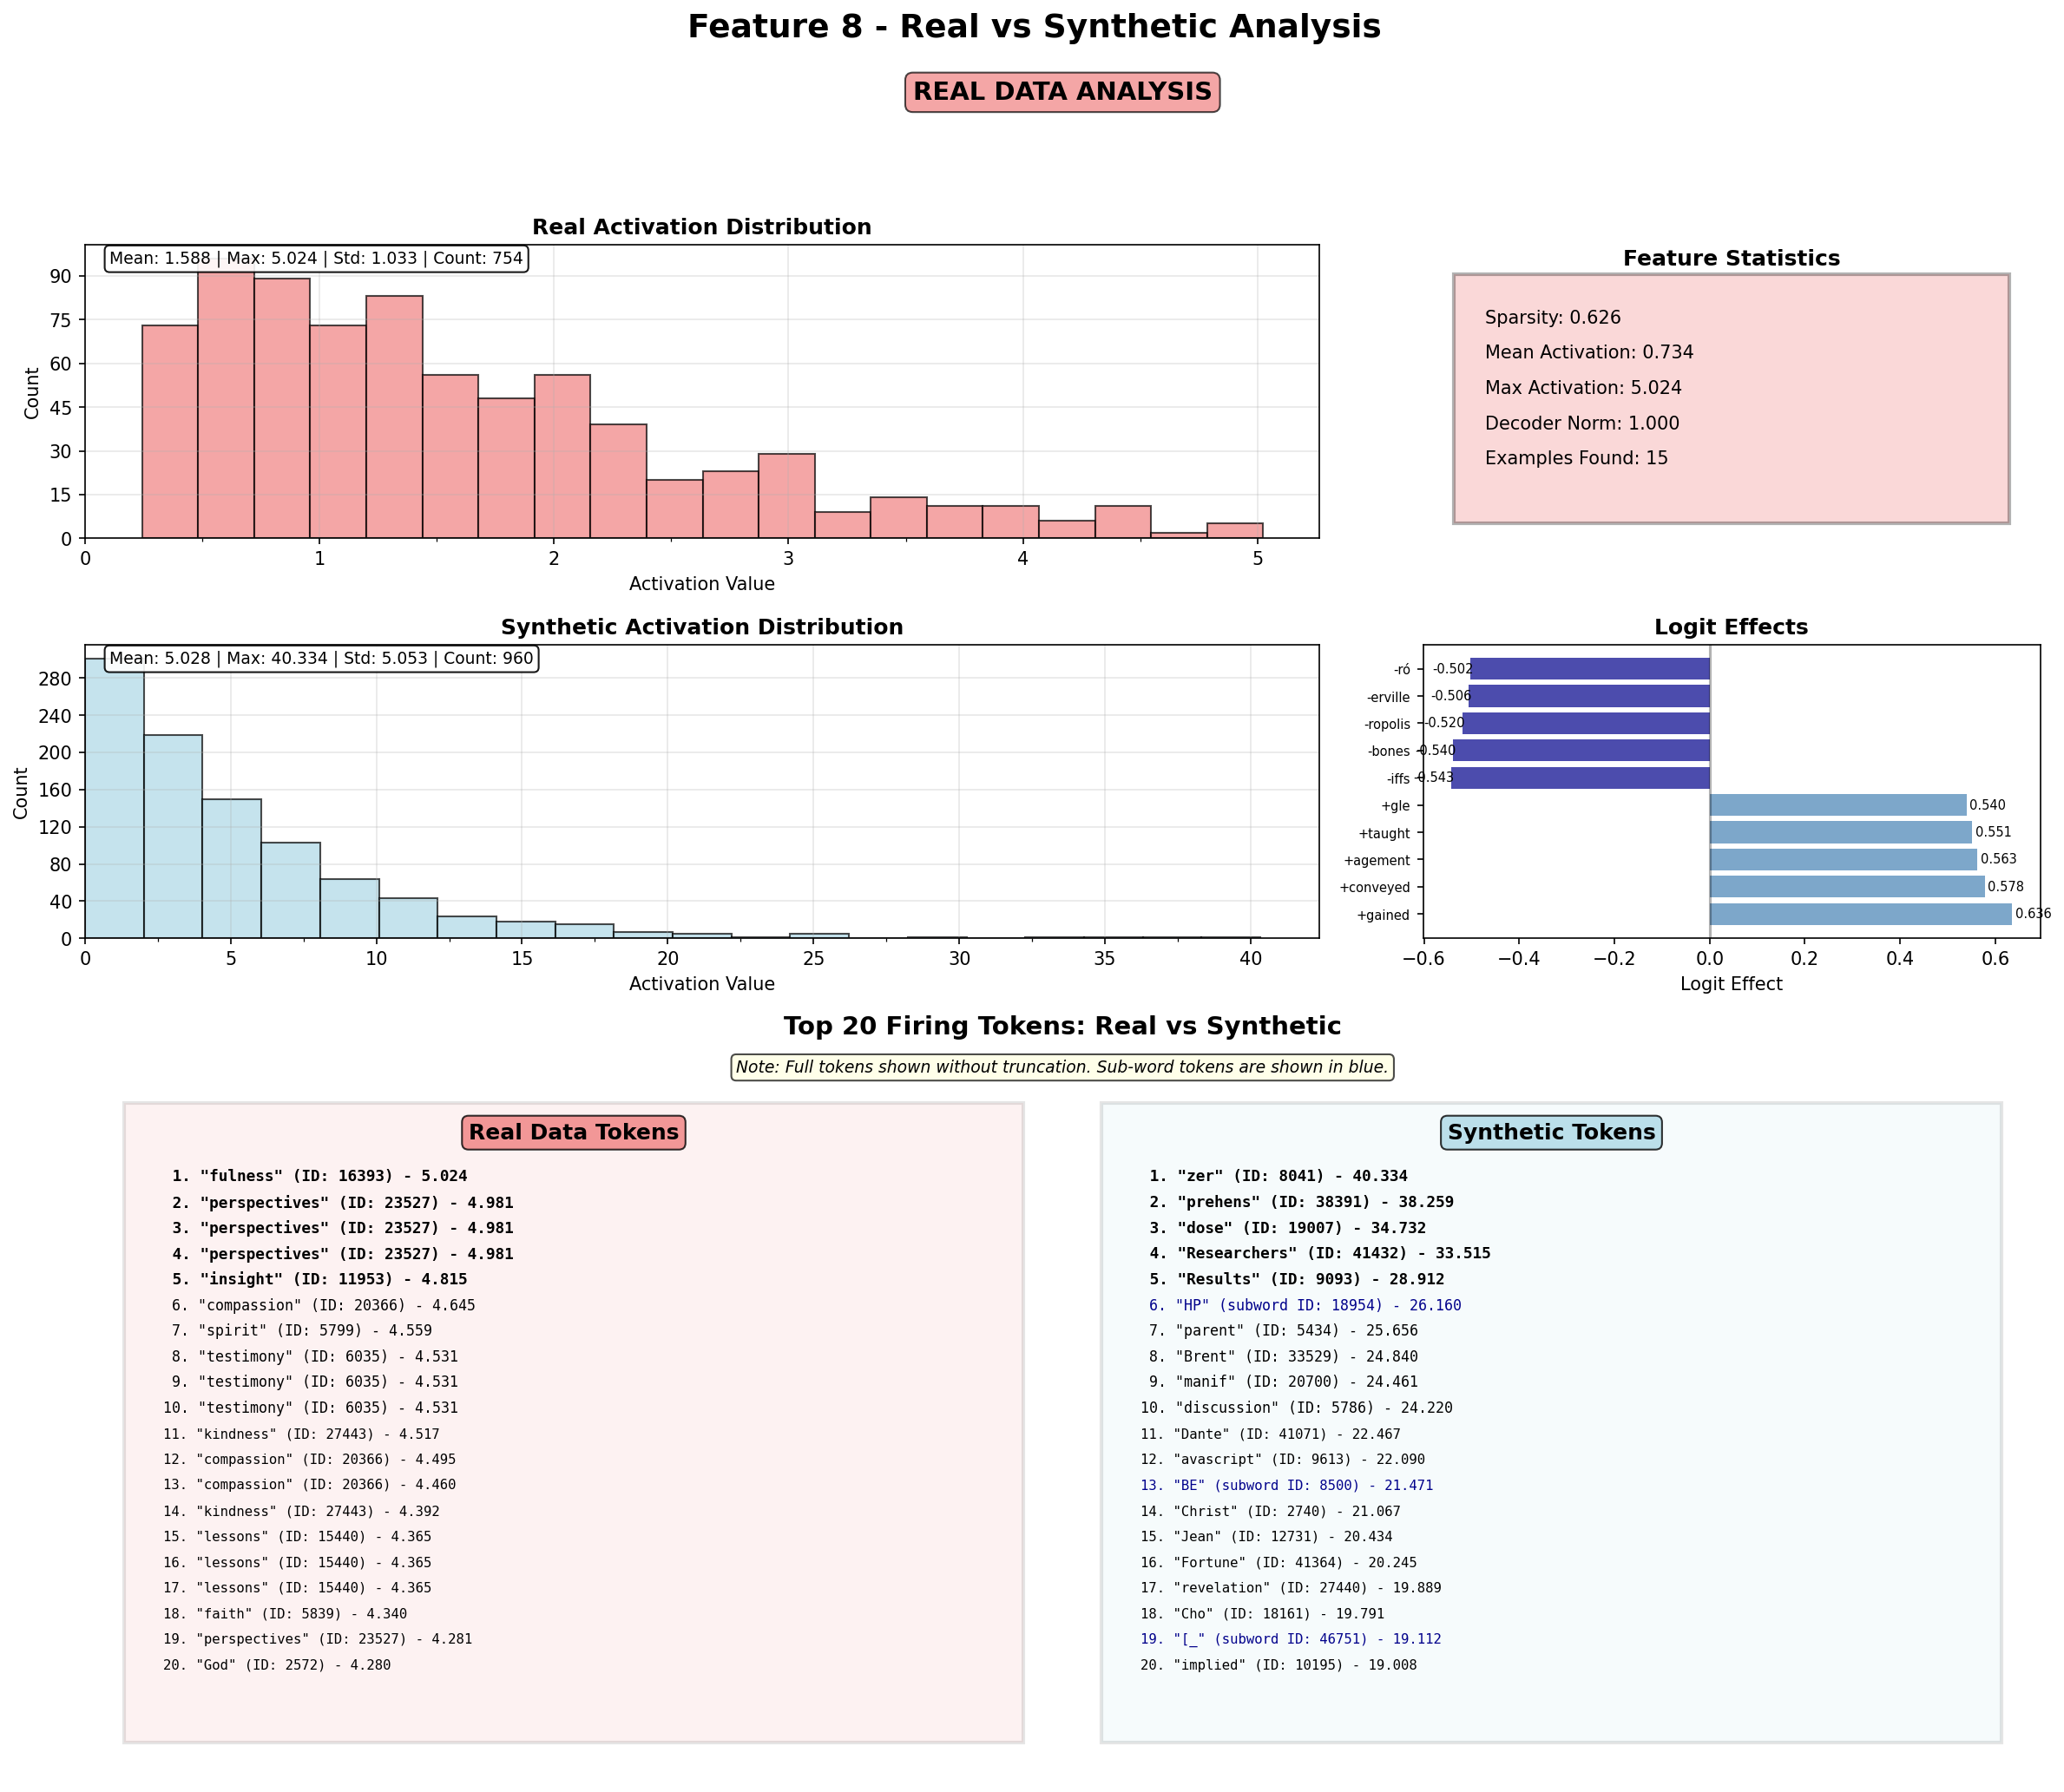 Feature 8 - Real vs Synthetic Analysis
REAL DATA ANALYSIS
Real Activation Distribution
Mean: 1.588 | Max: 5.024 | Std: 1.033 | Count: 754
90
75
60
45
30
15
0
Count
0 1 2 3 4 5
Activation Value
Feature Statistics
Sparsity: 0.626
Mean Activation: 0.734
Max Activation: 5.024
Decoder Norm: 1.000
Examples Found: 15
Synthetic Activation Distribution
Mean: 5.028 | Max: 40.334 | Std: 5.053 | Count: 960
280
240
200
160
120
80
40
0
Count
0 5 10 15 20 25 30 35 40
Activation Value
Logit Effects
-ró -0.502
-erville -0.506
-ropolis -0.520
-bones -0.540
-iffs -0.543
+gle 0.540
+taught 0.551
+agement 0.563
+conveyed 0.578
+gained 0.636
−0.6 −0.4 −0.2 0.0 0.2 0.4 0.6
Logit Effect
Top 20 Firing Tokens: Real vs Synthetic
Note: Full tokens shown without truncation. Sub-word tokens are shown in blue.
Real Data Tokens
1. "fulness" (ID: 16393) - 5.024
2. "perspectives" (ID: 23527) - 4.981
3. "perspectives" (ID: 23527) - 4.981
4. "perspectives" (ID: 23527) - 4.981
5. "insight" (ID: 11953) - 4.815
6. "compassion" (ID: 20366) - 4.645
7. "spirit" (ID: 5799) - 4.559
8. "testimony" (ID: 6035) - 4.531
9. "testimony" (ID: 6035) - 4.531
10. "testimony" (ID: 6035) - 4.531
11. "kindness" (ID: 27443) - 4.517
12. "compassion" (ID: 20366) - 4.495
13. "compassion" (ID: 20366) - 4.460
14. "kindness" (ID: 27443) - 4.392
15. "lessons" (ID: 15440) - 4.365
16. "lessons" (ID: 15440) - 4.365
17. "lessons" (ID: 15440) - 4.365
18. "faith" (ID: 5839) - 4.340
19. "perspectives" (ID: 23527) - 4.281
20. "God" (ID: 2572) - 4.280
Synthetic Tokens
1. "zer" (ID: 8041) - 40.334
2. "prehens" (ID: 38391) - 38.259
3. "dose" (ID: 19007) - 34.732
4. "Researchers" (ID: 41432) - 33.515
5. "Results" (ID: 9093) - 28.912
6. "HP" (subword ID: 18954) - 26.160
7. "parent" (ID: 5434) - 25.656
8. "Brent" (ID: 33529) - 24.840
9. "manif" (ID: 20700) - 24.461
10. "discussion" (ID: 5786) - 24.220
11. "Dante" (ID: 41071) - 22.467
12. "avascript" (ID: 9613) - 22.090
13. "BE" (subword ID: 8500) - 21.471
14. "Christ" (ID: 2740) - 21.067
15. "Jean" (ID: 12731) - 20.434
16. "Fortune" (ID: 41364) - 20.245
17. "revelation" (ID: 27440) - 19.889
18. "Cho" (ID: 18161) - 19.791
19. "[_" (subword ID: 46751) - 19.112
20. "implied" (ID: 10195) - 19.008